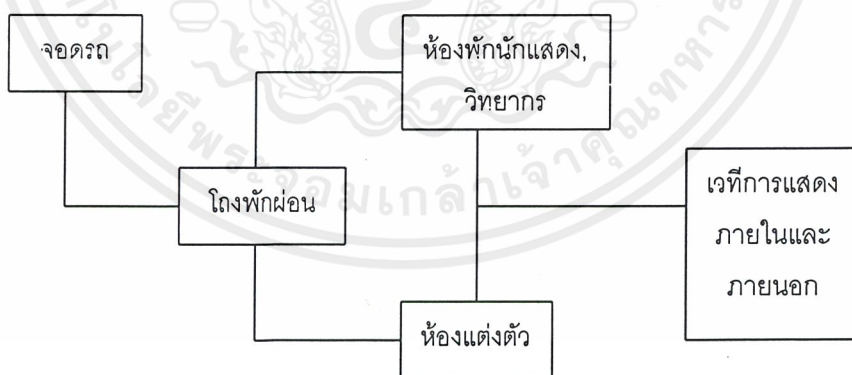 จอดรถ
ห้องพักนักแสดง,
วิทยากร
โถงพักผ่อน
เวทีการแสดง
ภายในและ
ภายนอก
ห้องแต่งตัว